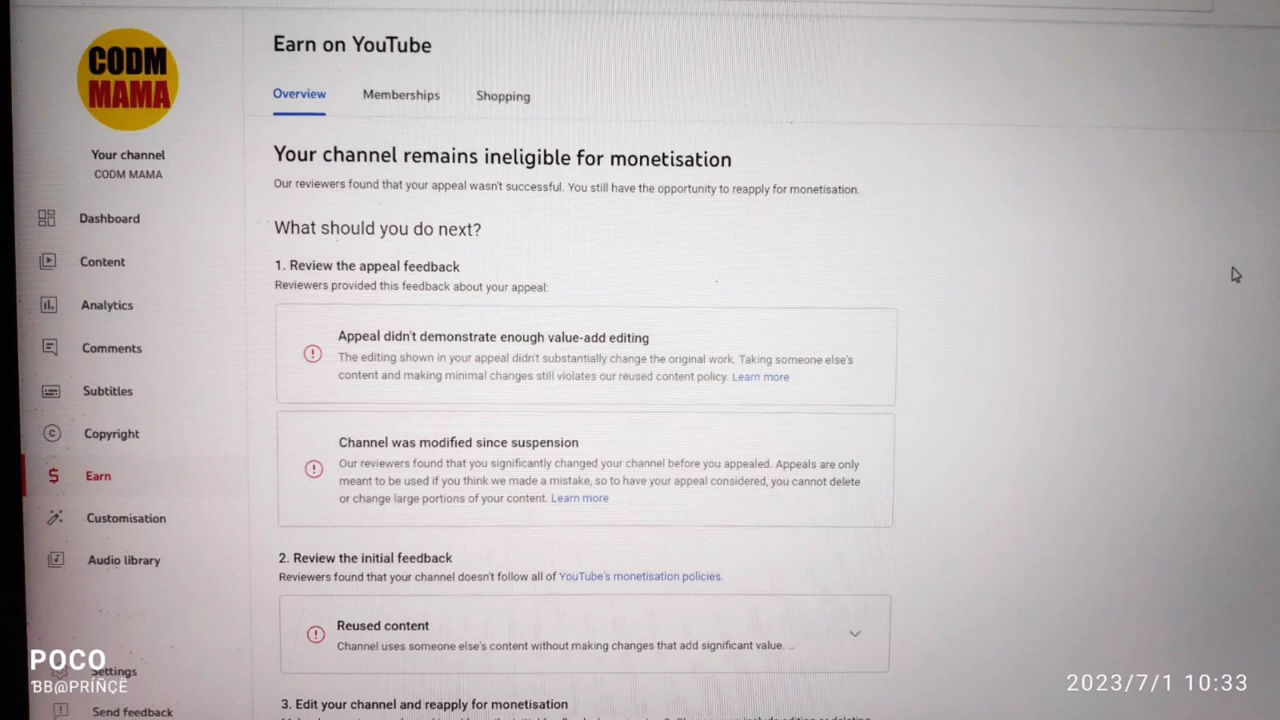 CODM
MAMA
Your channel
CODM MAMA
Dashboard
Content
Analytics
Comments
Subtitles
Copyright
Earn
Customisation
Audio library
Settings
Send feedback
Earn on YouTube
Overview
Memberships
Shopping
Your channel remains ineligible for monetisation
Our reviewers found that your appeal wasn't successful. You still have the opportunity to reapply for monetisation.
What should you do next?
1. Review the appeal feedback
Reviewers provided this feedback about your appeal:
Appeal didn't demonstrate enough value-add editing
The editing shown in your appeal didn't substantially change the original work. Taking someone else's
content and making minimal changes still violates our reused content policy. Learn more
Channel was modified since suspension
Our reviewers found that you significantly changed your channel before you appealed. Appeals are only
meant to be used if you think we made a mistake, so to have your appeal considered, you cannot delete
or change large portions of your content. Learn more
2. Review the initial feedback
Reviewers found that your channel doesn't follow all of YouTube's monetisation policies.
Reused content
Channel uses someone else's content without making changes that add significant value. ...
3. Edit your channel and reapply for monetisation
POCO
ƁB@PRÍÑÇË
2023/7/1 10:33